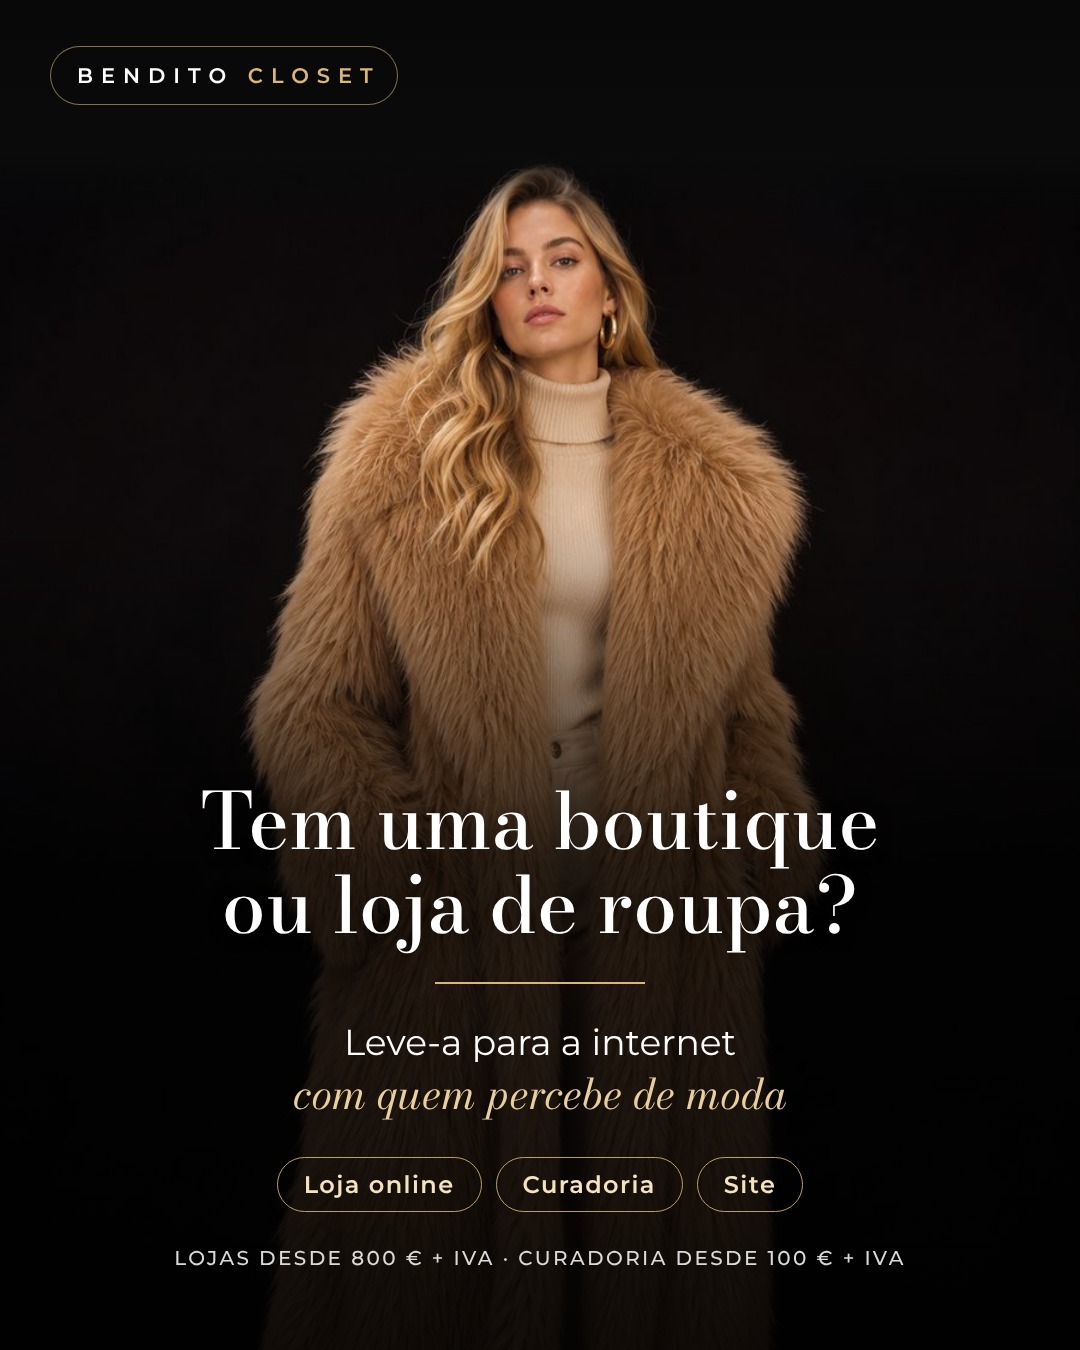 BENDITO CLOSET
Tem uma boutique
ou loja de roupa?
Leve-a para a internet
com quem percebe de moda
Loja online
Curadoria
Site
LOJAS DESDE 800 € + IVA · CURADORIA DESDE 100 € + IVA